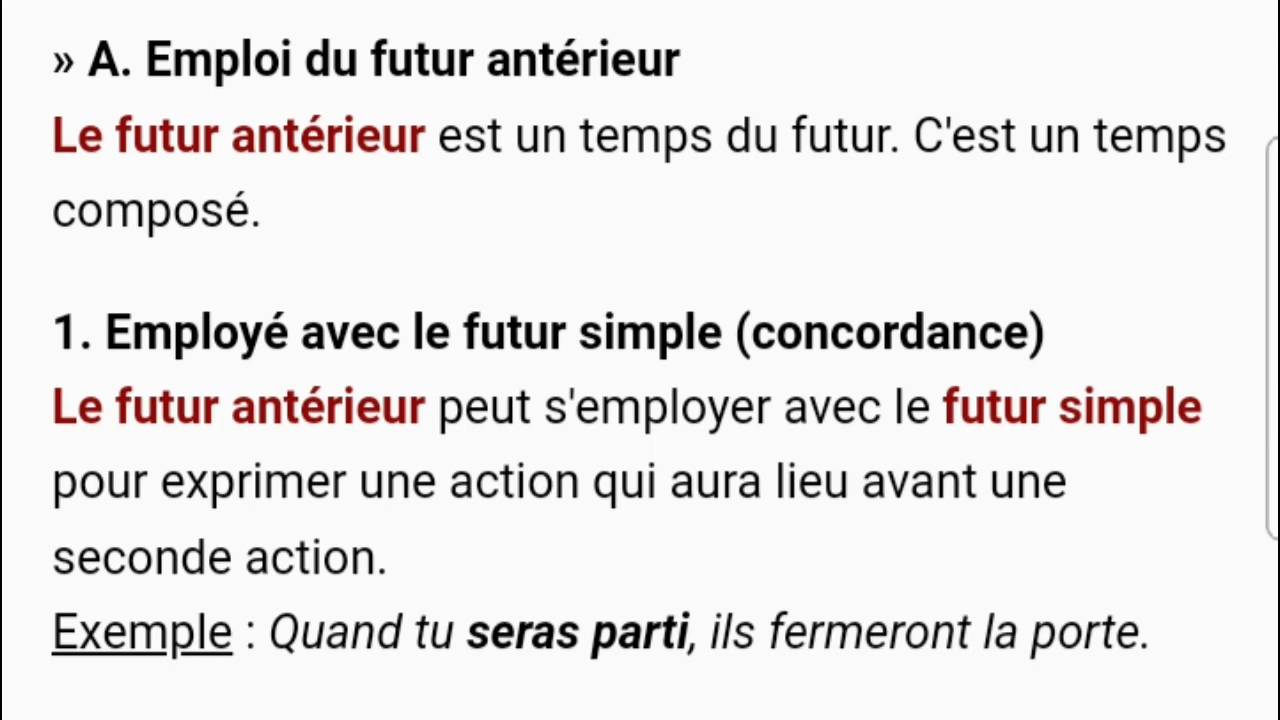 » A. Emploi du futur antérieur
Le futur antérieur est un temps du futur. C'est un temps
composé.
1. Employé avec le futur simple (concordance)
Le futur antérieur peut s'employer avec le futur simple
pour exprimer une action qui aura lieu avant une
seconde action.
Exemple : Quand tu seras parti, ils fermeront la porte.